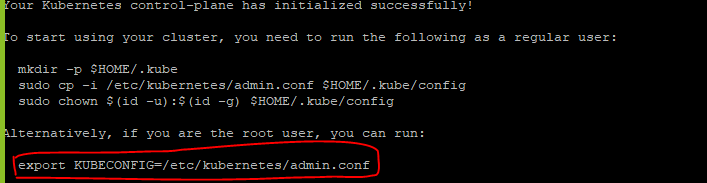 Your Kubernetes control-plane has initialized successfully!
To start using your cluster, you need to run the following as a regular user:
mkdir -p $HOME/.kube
sudo cp -i /etc/kubernetes/admin.conf $HOME/.kube/config
sudo chown $(id -u):$(id -g) $HOME/.kube/config
Alternatively, if you are the root user, you can run:
export KUBECONFIG=/etc/kubernetes/admin.conf